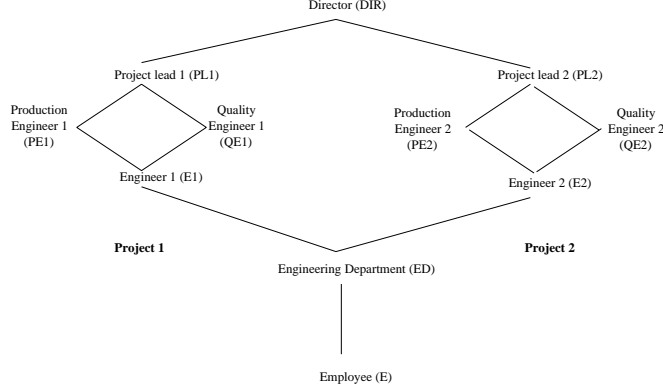 Director (DIR)
Project lead 1 (PL1)
Project lead 2 (PL2)
Production
Engineer 1
(PE1)
Quality
Engineer 1
(QE1)
Production
Engineer 2
(PE2)
Quality
Engineer 2
(QE2)
Engineer 1 (E1)
Engineer 2 (E2)
Project 1
Project 2
Engineering Department (ED)
Employee (E)